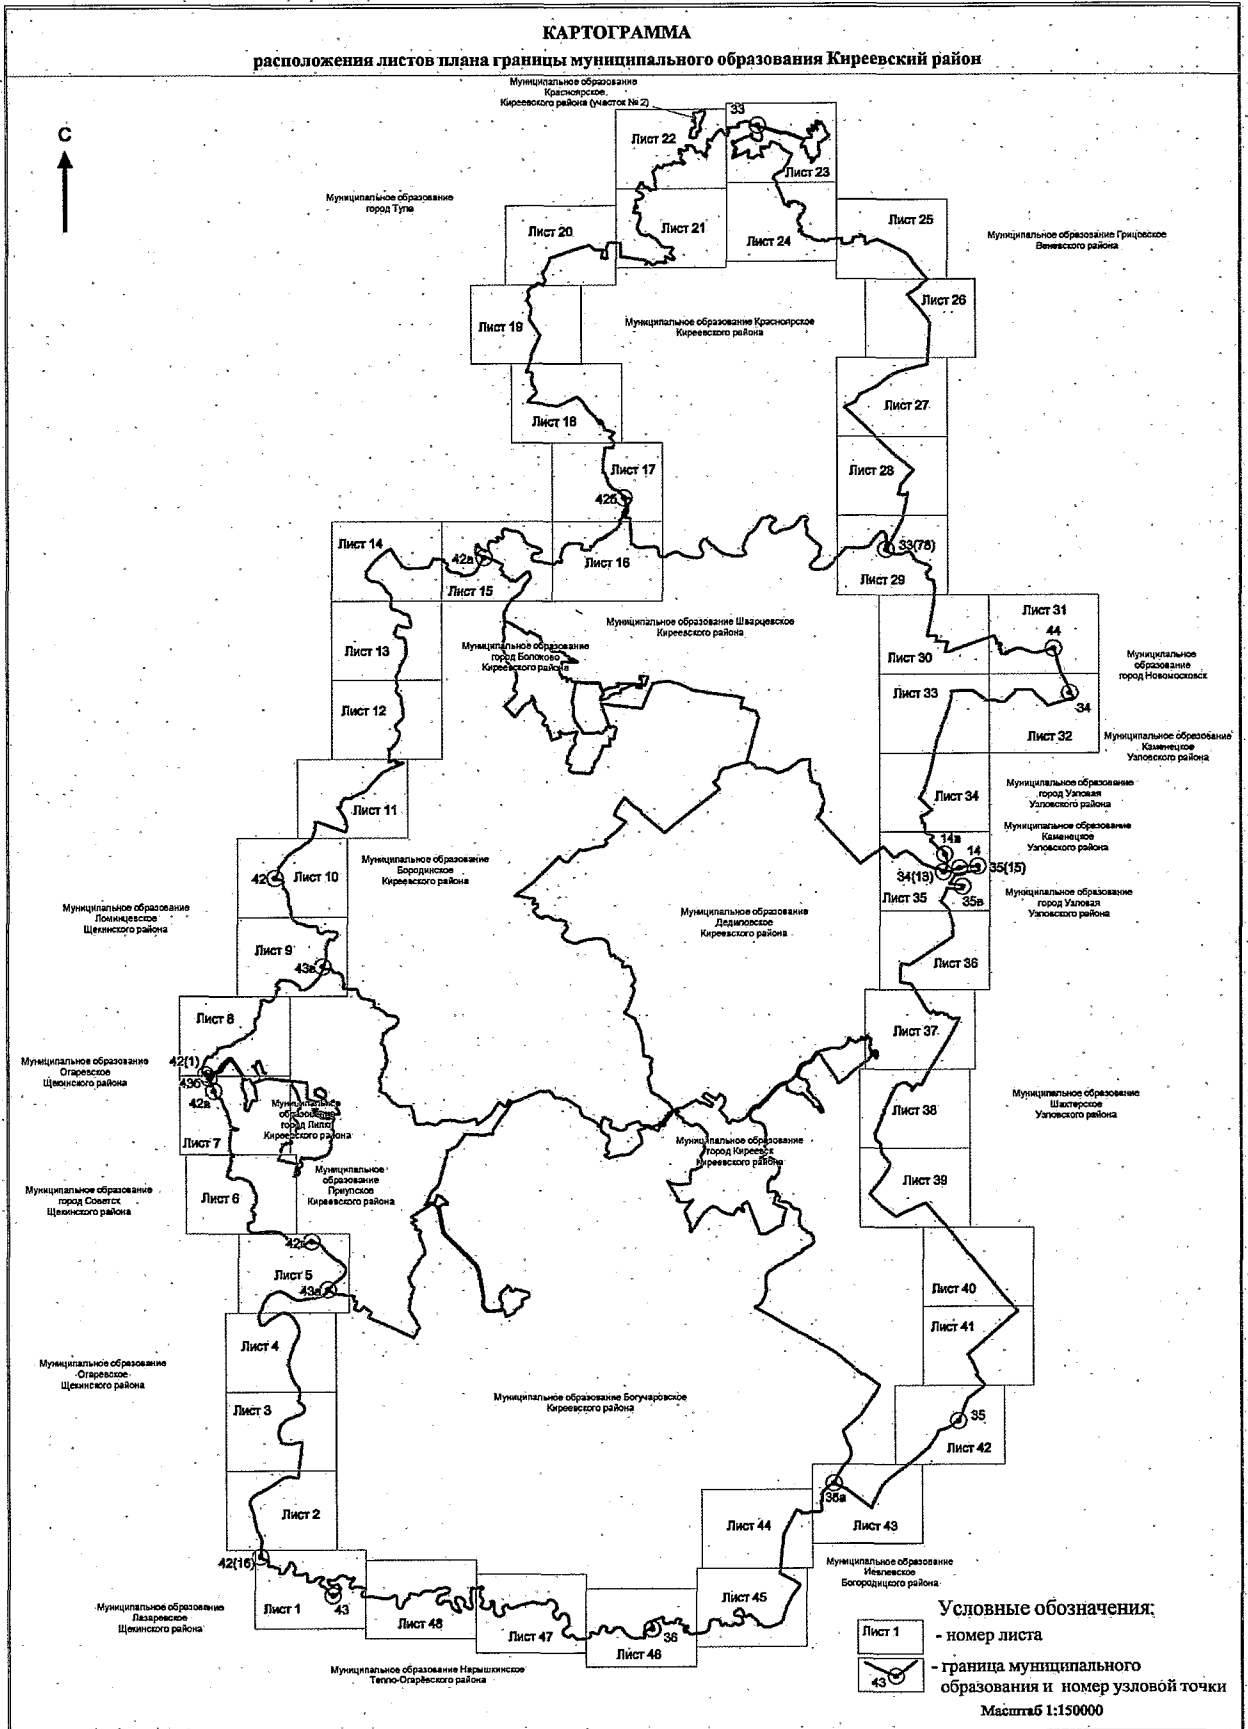 КАРТОГРАММА
расположения листов плана границы муниципального образования Киреевский район
Муниципальное образование
Красноярское
Киреевского района (участок № 2)
С
33
Лист 22
Лист 23
Муниципальное образование
город Тула
Лист 20
Лист 21
Лист 24
Лист 25
Муниципальное образование Грицовское
Веневского района
Лист 26
Лист 19
Муниципальное образование Красноярское
Киреевского района
Лист 27
Лист 18
Лист 17
Лист 28
42б
Лист 14
42а
Лист 15
Лист 16
33(78)
Лист 29
Муниципальное образование Шварцевское
Киреевского района
Лист 31
44
Лист 13
Муниципальное образование
город Болохово
Киреевского района
Лист 30
Муниципальное
образование
город Новомосковск
Лист 33
34
Лист 12
Лист 32
Муниципальное образование
Каменецкое
Узловского района
Муниципальное образование
город Узловая
Узловского района
Лист 34
Лист 11
Муниципальное образование
Каменецкое
Узловского района
14а
14
35(15)
34(13)
Муниципальное образование
Бородинское
Киреевского района
42
Лист 10
Лист 35
35в
Муниципальное образование
город Узловая
Узловского района
Муниципальное образование
Ломинцевское
Щекинского района
Муниципальное образование
Дедиловское
Киреевского района
Лист 9
43в
Лист 36
Лист 8
Лист 37
Муниципальное образование
Огаревское
Щекинского района
42(1)
43б
42в
Муниципальное
образование
город Липки
Киреевского района
Лист 38
Муниципальное образование
Шахтерское
Узловского района
Лист 7
Муниципальное образование
город Киреевск
Киреевского района
Муниципальное
образование
Приупское
Киреевского района
Муниципальное образование
город Советск
Щекинского района
Лист 6
Лист 39
42г
Лист 5
43а
Лист 40
Лист 4
Лист 41
Муниципальное образование
Огаревское
Щекинского района
Муниципальное образование Богучаровское
Киреевского района
Лист 3
35
Лист 42
35а
Лист 2
Лист 44
Лист 43
42(16)
Муниципальное образование
Иевлевское
Богородицкого района
Лист 1
43
Лист 48
Лист 47
36
Лист 46
Лист 45
Муниципальное образование
Лазаревское
Щекинского района
Муниципальное образование Нарышкинское
Тепло-Огарёвского района
Условные обозначения:
Лист 1
- номер листа
43
- граница муниципального
образования и номер узловой точки
Масштаб 1:150000